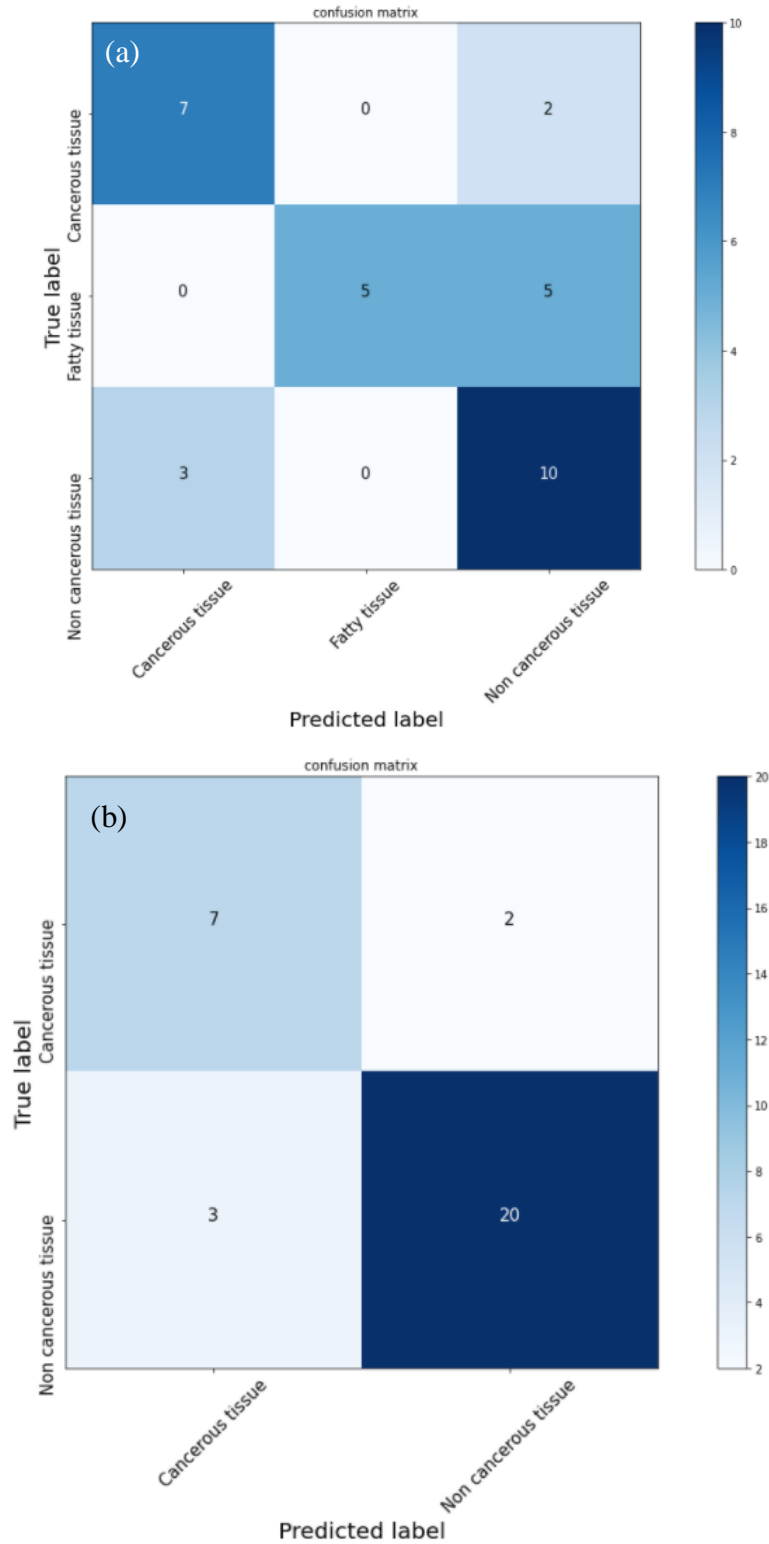 confusion matrix
(a)
10
8
6
4
2
0
True label
Cancerous tissue
Fatty tissue
Non cancerous tissue
7 0 2
0 5 5
3 0 10
Cancerous tissue
Fatty tissue
Non cancerous tissue
Predicted label
confusion matrix
(b)
20
18
16
14
12
10
8
6
4
2
True label
Cancerous tissue
Non cancerous tissue
7 2
3 20
Cancerous tissue
Non cancerous tissue
Predicted label